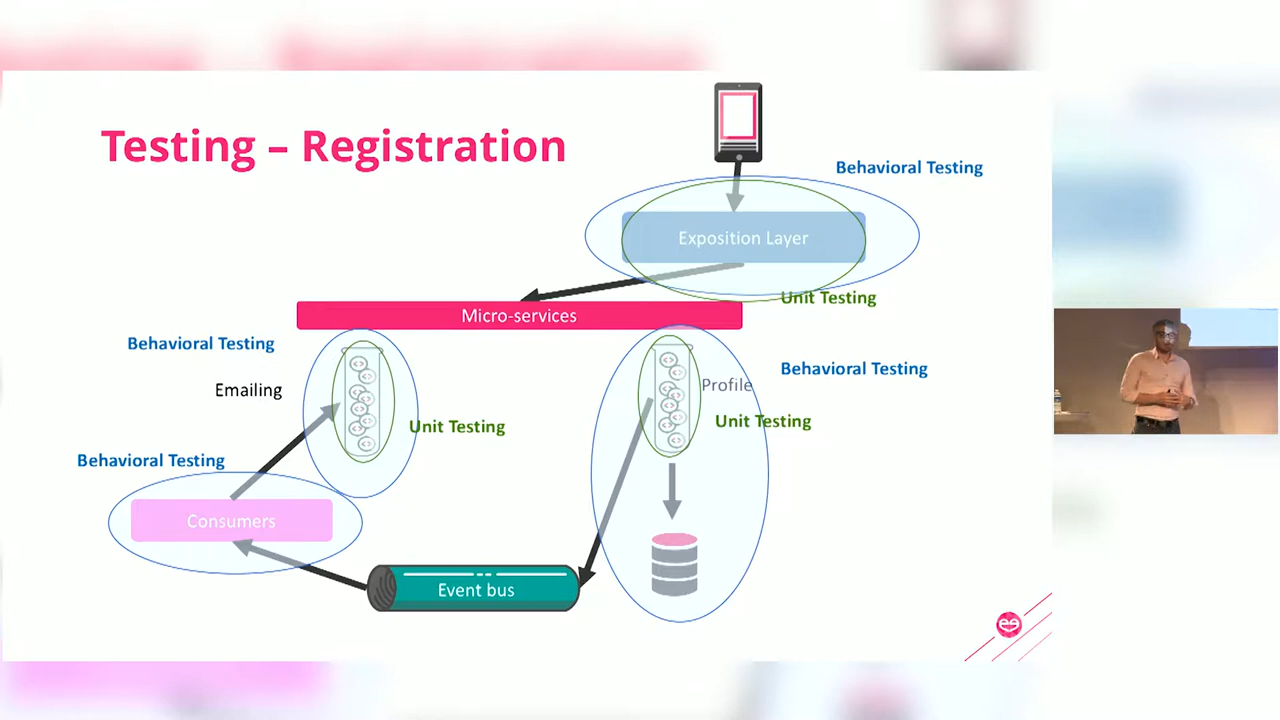 Testing – Registration
Behavioral Testing
Exposition Layer
Unit Testing
Micro-services
Behavioral Testing
Emailing
Unit Testing
Profile
Behavioral Testing
Unit Testing
Behavioral Testing
Consumers
Event bus